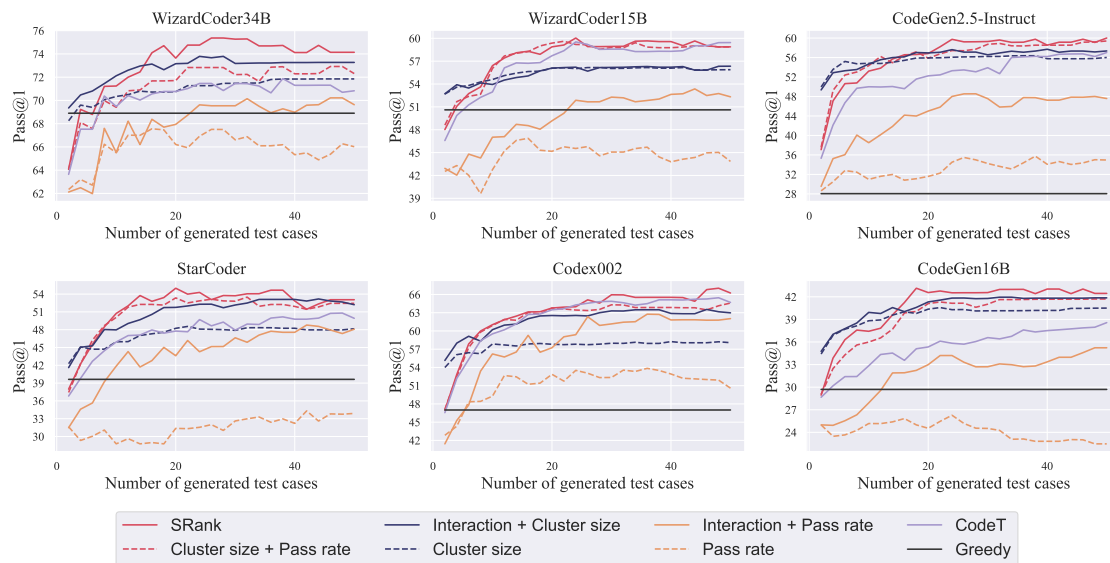 WizardCoder34B WizardCoder15B CodeGen2.5-Instruct
76
74
72
70
68
66
64
62
Pass@1
0 20 40
Number of generated test cases
60
57
54
51
48
45
42
39
Pass@1
0 20 40
Number of generated test cases
60
56
52
48
44
40
36
32
28
Pass@1
0 20 40
Number of generated test cases
StarCoder Codex002 CodeGen16B
54
51
48
45
42
39
36
33
30
Pass@1
0 20 40
Number of generated test cases
66
63
60
57
54
51
48
45
42
Pass@1
0 20 40
Number of generated test cases
42
39
36
33
30
27
24
Pass@1
0 20 40
Number of generated test cases
SRank Interaction + Cluster size Interaction + Pass rate CodeT
Cluster size + Pass rate Cluster size Pass rate Greedy